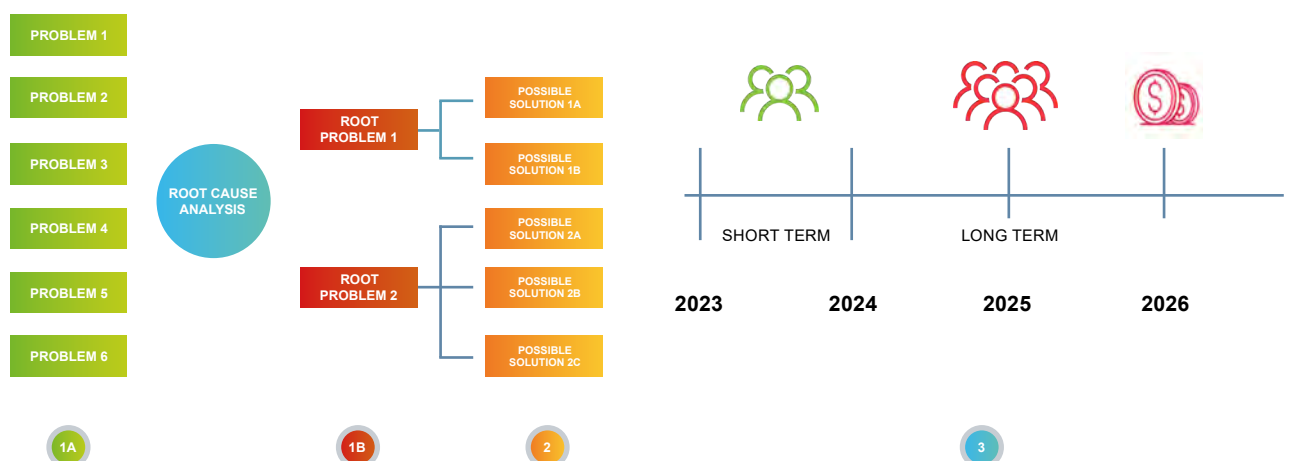 PROBLEM 1
PROBLEM 2
PROBLEM 3
PROBLEM 4
PROBLEM 5
PROBLEM 6
ROOT CAUSE
ANALYSIS
ROOT
PROBLEM 1
ROOT
PROBLEM 2
POSSIBLE
SOLUTION 1A
POSSIBLE
SOLUTION 1B
POSSIBLE
SOLUTION 2A
POSSIBLE
SOLUTION 2B
POSSIBLE
SOLUTION 2C
$
$
SHORT TERM
LONG TERM
2023
2024
2025
2026
1A
1B
2
3